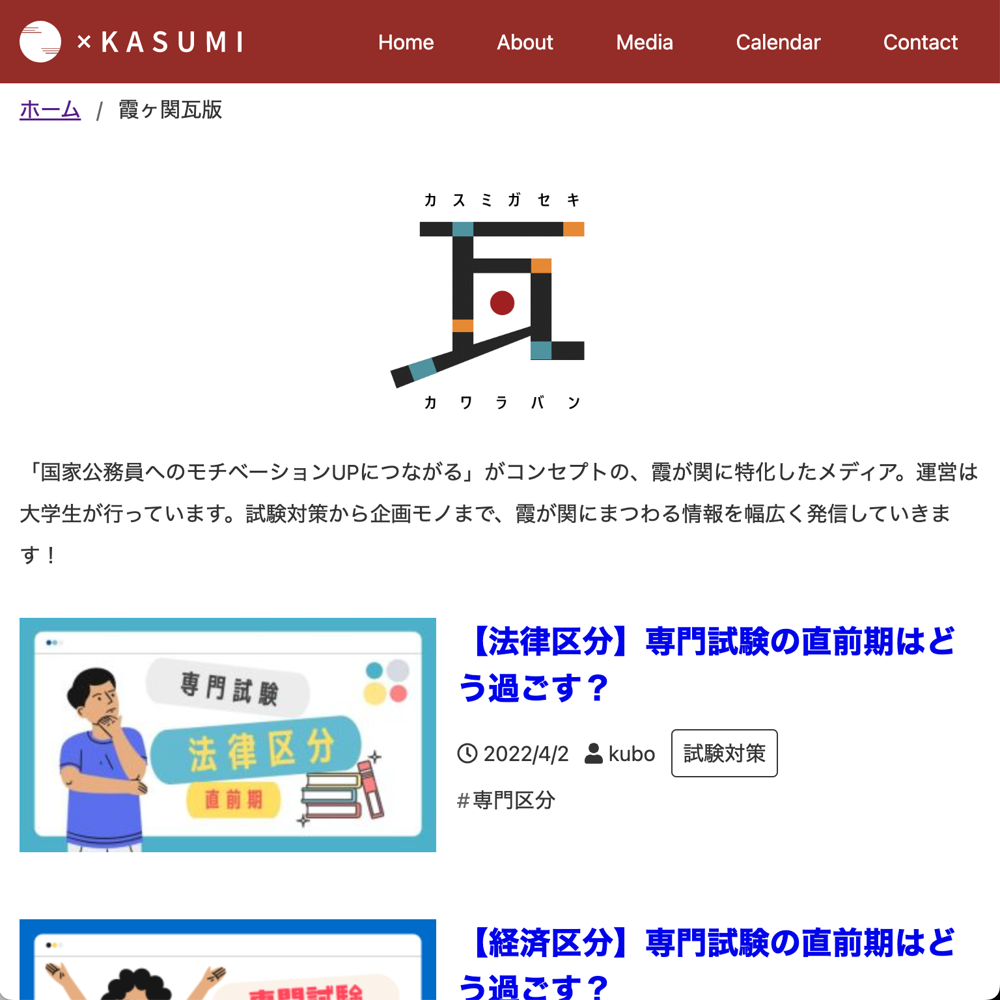 ×KASUMI
Home About Media Calendar Contact
ホーム / 霞ヶ関瓦版
カスミガセキ
瓦
カワラバン
「国家公務員へのモチベーションUPにつながる」がコンセプトの、霞が関に特化したメディア。運営は
大学生が行っています。試験対策から企画モノまで、霞が関にまつわる情報を幅広く発信していきま
す！
専門試験
法律区分
直前期
【法律区分】専門試験の直前期はど
う過ごす？
2022/4/2 kubo 試験対策
#専門区分
専門試験
【経済区分】専門試験の直前期はど
う過ごす？